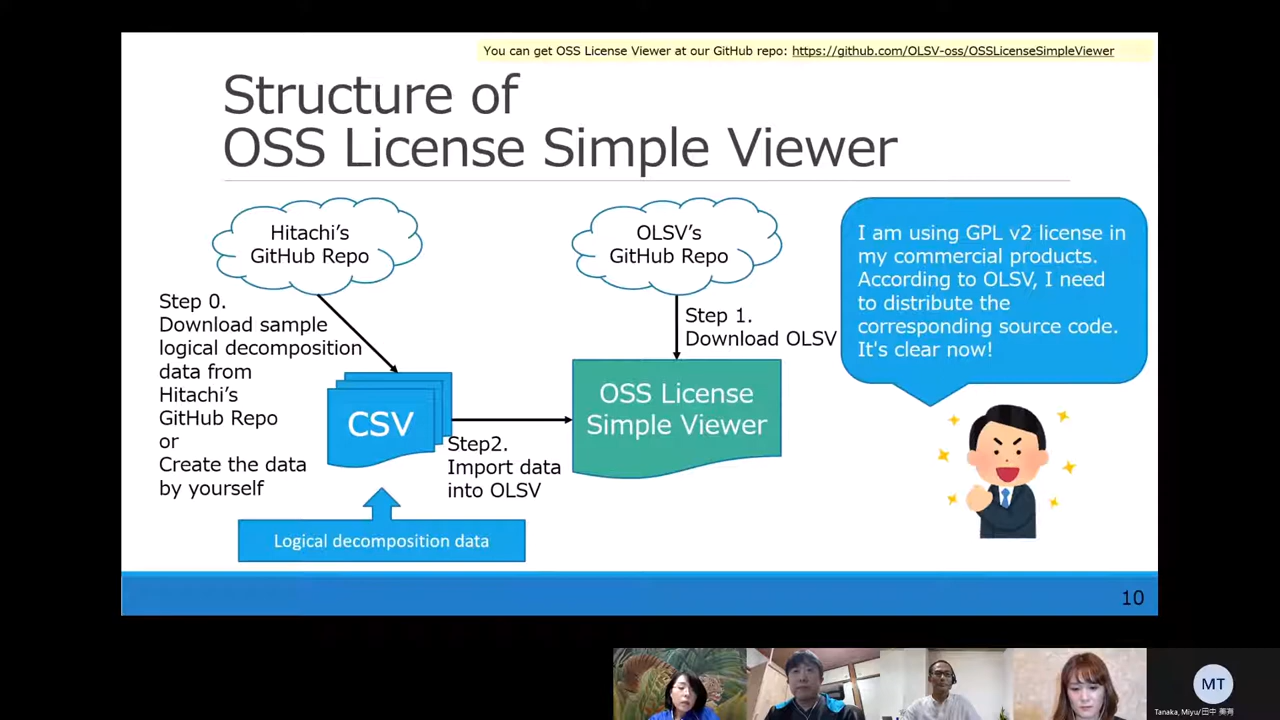 You can get OSS License Viewer at our GitHub repo: https://github.com/OLSV-oss/OSSLicenseSimpleViewer
Structure of
OSS License Simple Viewer
Hitachi's
GitHub Repo
OLSV's
GitHub Repo
I am using GPL v2 license in
my commercial products.
According to OLSV, I need
to distribute the
corresponding source code.
It's clear now!
Step 0.
Download sample
logical decomposition
data from
Hitachi's
GitHub Repo
or
Create the data
by yourself
Step 1.
Download OLSV
CSV
OSS License
Simple Viewer
Step2.
Import data
into OLSV
Logical decomposition data
10
MT
Tanaka, Miyu/田中 美